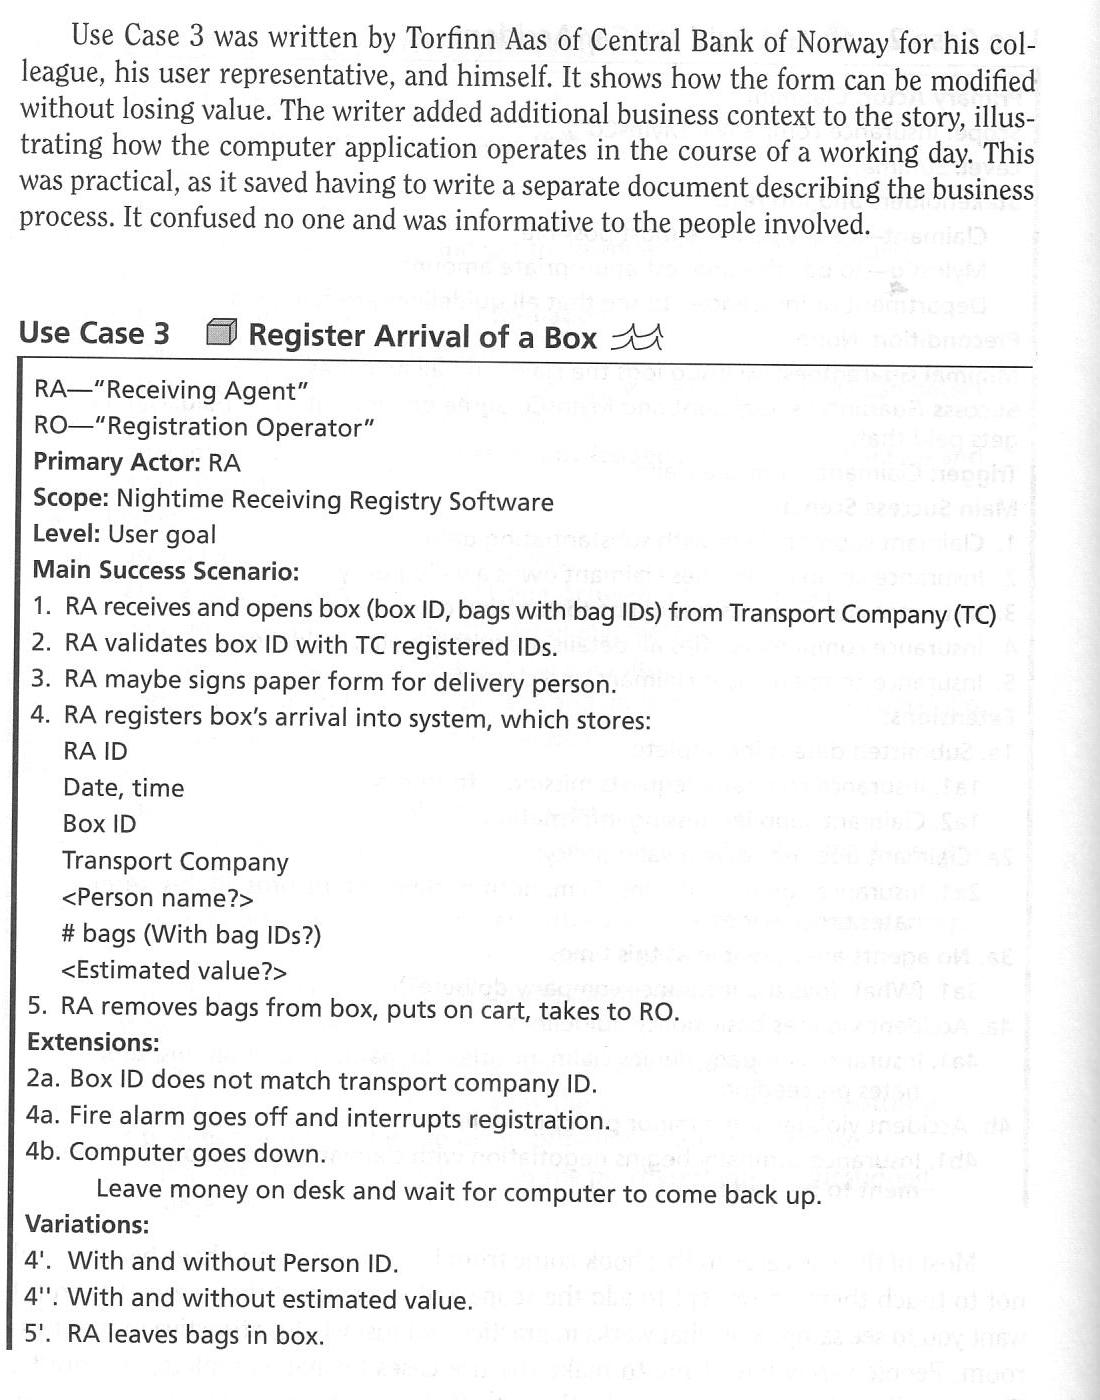 Use Case 3 was written by Torfinn Aas of Central Bank of Norway for his col-
league, his user representative, and himself. It shows how the form can be modified
without losing value. The writer added additional business context to the story, illus-
trating how the computer application operates in the course of a working day. This
was practical, as it saved having to write a separate document describing the business
process. It confused no one and was informative to the people involved.
Use Case 3 Register Arrival of a Box
RA—"Receiving Agent"
RO—"Registration Operator"
Primary Actor: RA
Scope: Nightime Receiving Registry Software
Level: User goal
Main Success Scenario:
1. RA receives and opens box (box ID, bags with bag IDs) from Transport Company (TC)
2. RA validates box ID with TC registered IDs.
3. RA maybe signs paper form for delivery person.
4. RA registers box's arrival into system, which stores:
RA ID
Date, time
Box ID
Transport Company
<Person name?>
# bags (With bag IDs?)
<Estimated value?>
5. RA removes bags from box, puts on cart, takes to RO.
Extensions:
2a. Box ID does not match transport company ID.
4a. Fire alarm goes off and interrupts registration.
4b. Computer goes down.
Leave money on desk and wait for computer to come back up.
Variations:
4'. With and without Person ID.
4''. With and without estimated value.
5'. RA leaves bags in box.